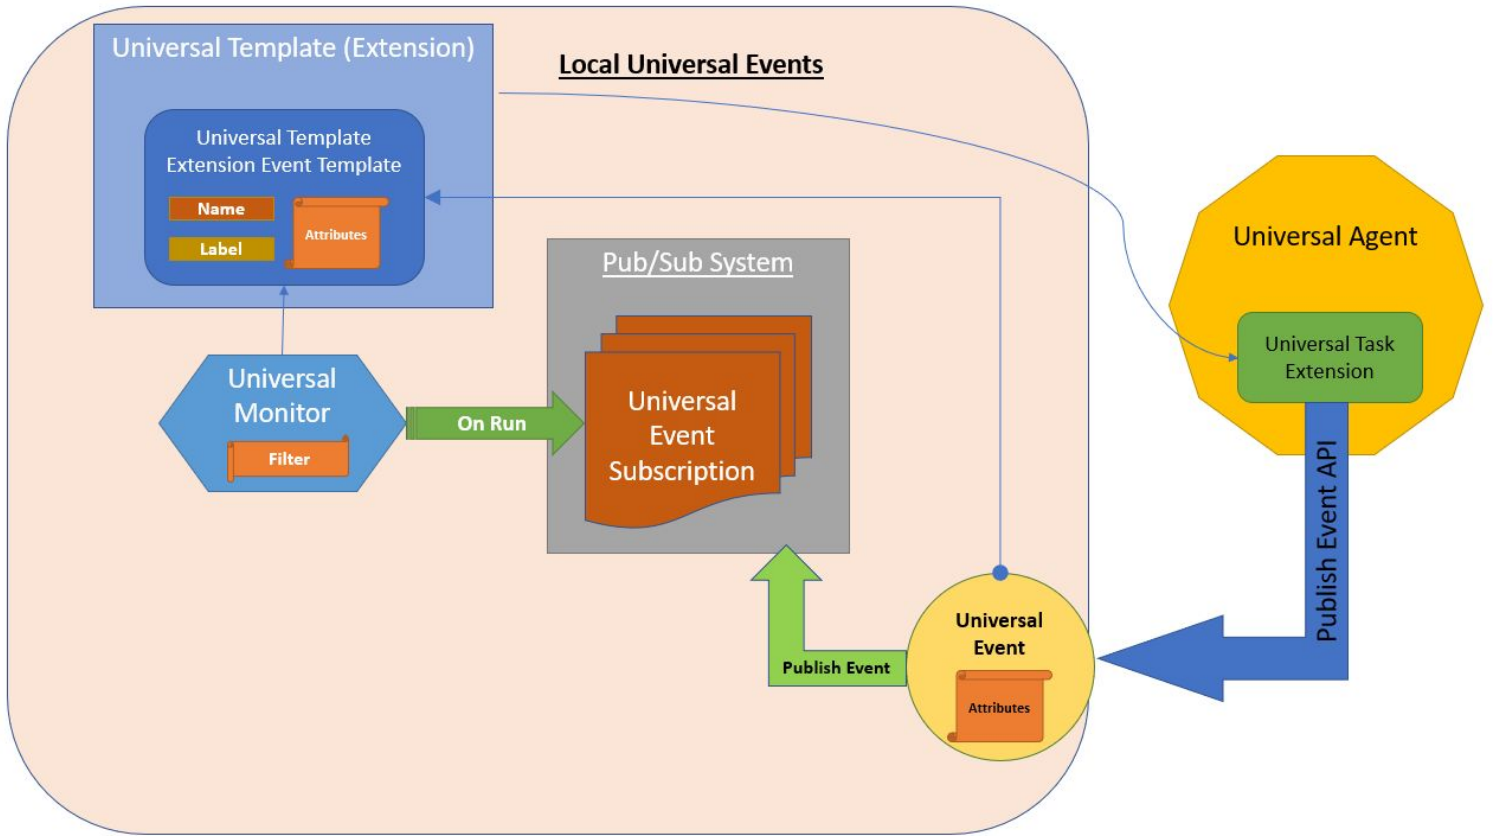 Universal Template (Extension)
Local Universal Events
Universal Template
Extension Event Template
Name
Label
Attributes
Pub/Sub System
Universal Agent
Universal Task
Extension
Universal
Monitor
Filter
On Run
Universal
Event
Subscription
Publish Event API
Universal
Event
Attributes
Publish Event